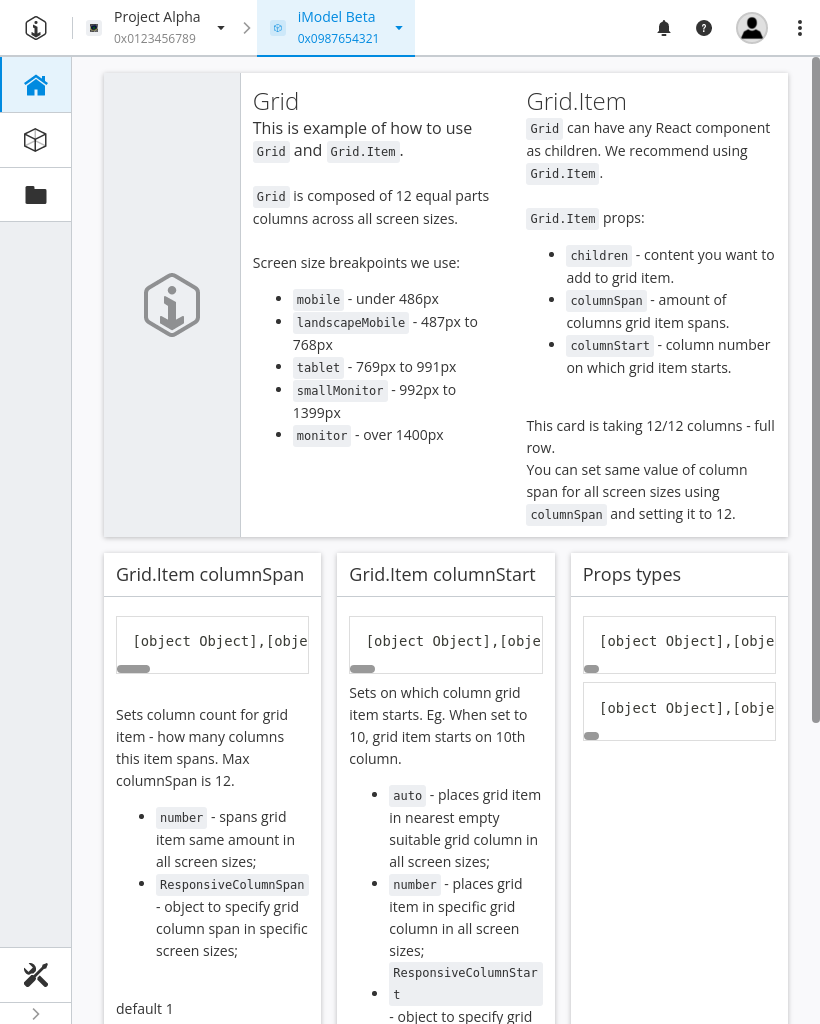 Project Alpha
0x0123456789
iModel Beta
0x0987654321
Grid
This is example of how to use
Grid and Grid.Item.
Grid is composed of 12 equal parts
columns across all screen sizes.
Screen size breakpoints we use:
mobile - under 486px
landscapeMobile - 487px to
768px
tablet - 769px to 991px
smallMonitor - 992px to
1399px
monitor - over 1400px
Grid.Item
Grid can have any React component
as children. We recommend using
Grid.Item.
Grid.Item props:
children - content you want to
add to grid item.
columnSpan - amount of
columns grid item spans.
columnStart - column number
on which grid item starts.
This card is taking 12/12 columns - full
row.
You can set same value of column
span for all screen sizes using
columnSpan and setting it to 12.
Grid.Item columnSpan
[object Object],[obje
Sets column count for grid
item - how many columns
this item spans. Max
columnSpan is 12.
number - spans grid
item same amount in
all screen sizes;
ResponsiveColumnSpan
- object to specify grid
column span in specific
screen sizes;
default 1
Grid.Item columnStart
[object Object],[obje
Sets on which column grid
item starts. Eg. When set to
10, grid item starts on 10th
column.
auto - places grid item
in nearest empty
suitable grid column in
all screen sizes;
number - places grid
item in specific grid
column in all screen
sizes;
ResponsiveColumnStar
t
- object to specify grid
Props types
[object Object],[obje
[object Object],[obje